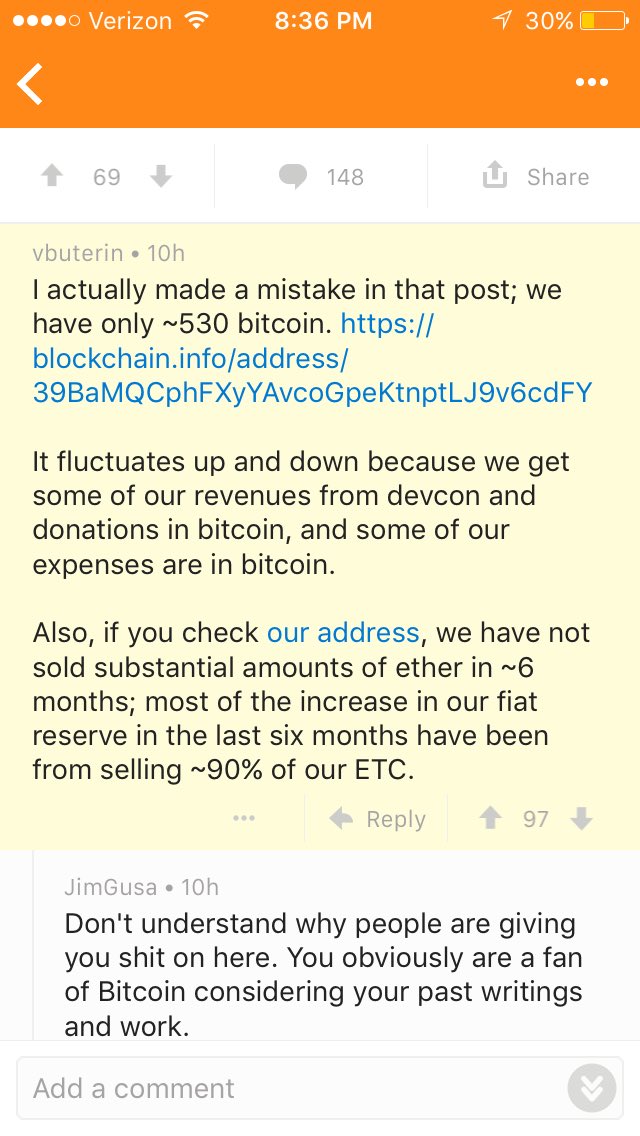 Verizon 8:36 PM 30%
69 148 Share
vbuterin • 10h
I actually made a mistake in that post; we
have only ~530 bitcoin. https://
blockchain.info/address/
39BaMQCphFXyYAvcoGpeKtnptLJ9v6cdFY
It fluctuates up and down because we get
some of our revenues from devcon and
donations in bitcoin, and some of our
expenses are in bitcoin.
Also, if you check our address, we have not
sold substantial amounts of ether in ~6
months; most of the increase in our fiat
reserve in the last six months have been
from selling ~90% of our ETC.
Reply 97
JimGusa • 10h
Don't understand why people are giving
you shit on here. You obviously are a fan
of Bitcoin considering your past writings
and work.
Add a comment